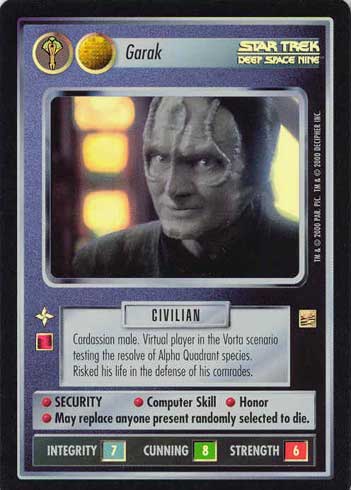 Garak
STAR TREK
DEEP SPACE NINE
TM & © 2000 PAR. PIC. TM & © 2000 DECIPHER INC.
CIVILIAN
Cardassian male. Virtual player in the Vorta scenario
testing the resolve of Alpha Quadrant species.
Risked his life in the defense of his comrades.
SECURITY Computer Skill Honor
May replace anyone present randomly selected to die.
INTEGRITY 7 CUNNING 8 STRENGTH 6